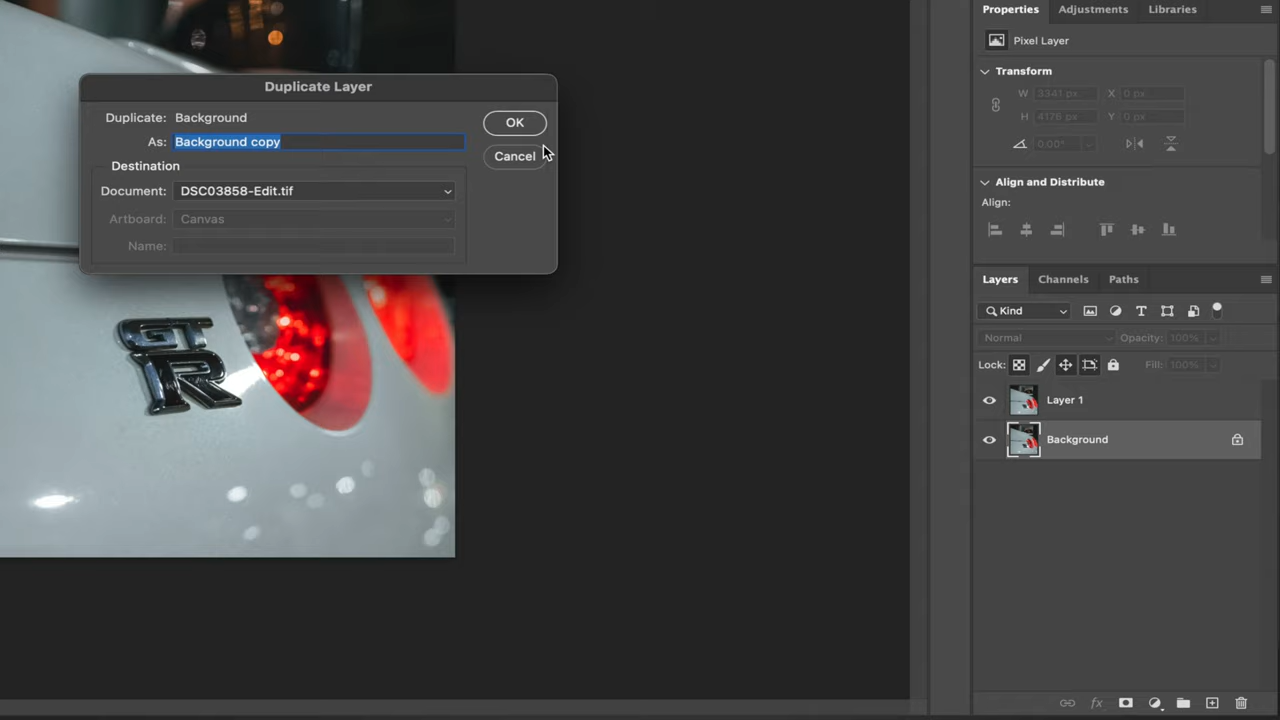 Properties Adjustments Libraries
Pixel Layer
Transform
W 3341 px X 0 px
H 4176 px Y 0 px
0.00°
Align and Distribute
Align:
Duplicate Layer
Duplicate: Background
As: Background copy
OK
Cancel
Destination
Document: DSC03858-Edit.tif
Artboard: Canvas
Name:
GT
R
Layers Channels Paths
Kind
Normal Opacity: 100%
Lock: Fill: 100%
Layer 1
Background
fx